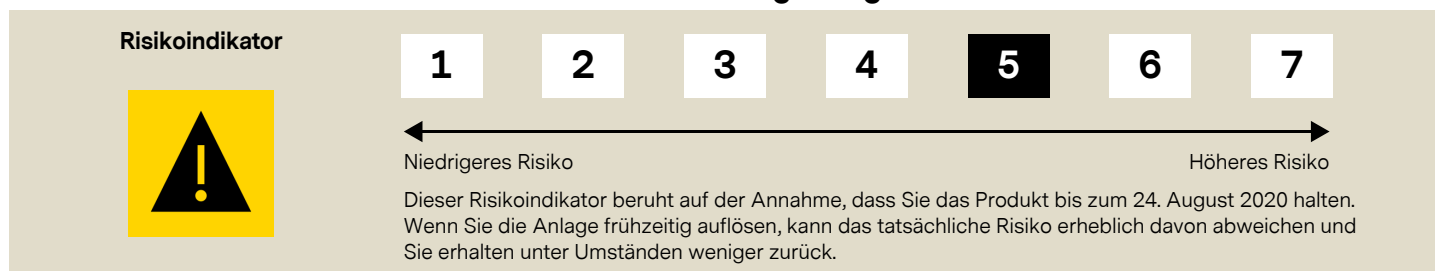 Risikoindikator
1 2 3 4 5 6 7
Niedrigeres Risiko Höheres Risiko
Dieser Risikoindikator beruht auf der Annahme, dass Sie das Produkt bis zum 24. August 2020 halten.
Wenn Sie die Anlage frühzeitig auflösen, kann das tatsächliche Risiko erheblich davon abweichen und
Sie erhalten unter Umständen weniger zurück.